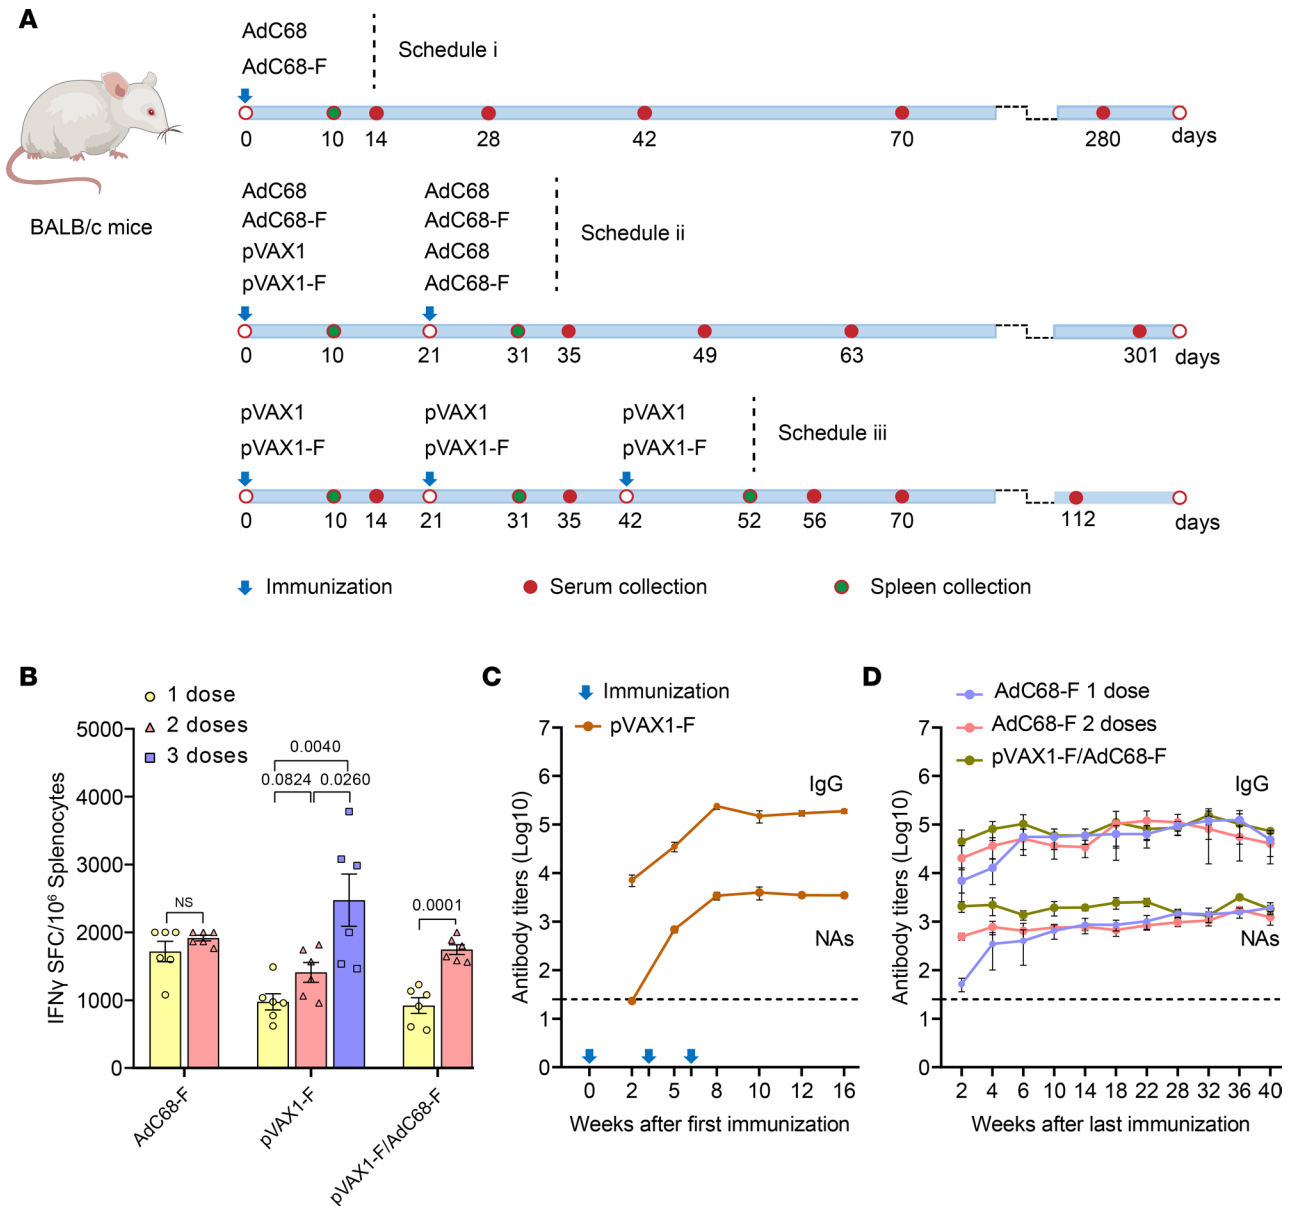 A
AdC68
AdC68-F
Schedule i
0 10 14 28 42 70 280 days
BALB/c mice
AdC68 AdC68
AdC68-F AdC68-F
pVAX1 AdC68
pVAX1-F AdC68-F
Schedule ii
0 10 21 31 35 49 63 301 days
pVAX1 pVAX1 pVAX1
pVAX1-F pVAX1-F pVAX1-F
Schedule iii
0 10 14 21 31 35 42 52 56 70 112 days
Immunization Serum collection Spleen collection
B
1 dose
2 doses
3 doses
IFNγ SFC/10⁶ Splenocytes
5000
4000
3000
2000
1000
0
NS
0.0040
0.0824 0.0260
0.0001
AdC68-F
pVAX1-F
pVAX1-F/AdC68-F
C
Immunization
pVAX1-F
Antibody titers (Log10)
7
6
5
4
3
2
1
0
IgG
NAs
0 2 5 8 10 12 16
Weeks after first immunization
D
AdC68-F 1 dose
AdC68-F 2 doses
pVAX1-F/AdC68-F
Antibody titers (Log10)
7
6
5
4
3
2
1
0
IgG
NAs
2 4 6 10 14 18 22 28 32 36 40
Weeks after last immunization